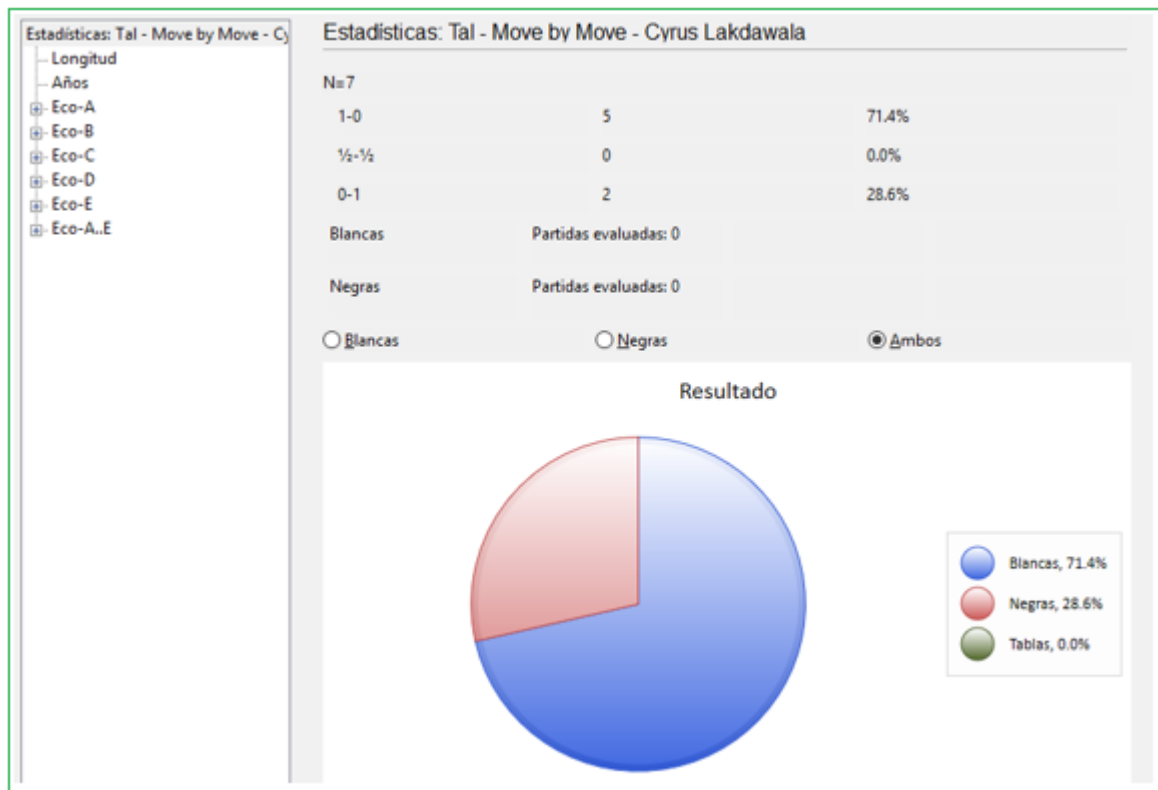 Estadísticas: Tal - Move by Move - Cy
Longitud
Años
Eco-A
Eco-B
Eco-C
Eco-D
Eco-E
Eco-A..E
Estadísticas: Tal - Move by Move - Cyrus Lakdawala
N=7
1-0 5 71.4%
½-½ 0 0.0%
0-1 2 28.6%
Blancas Partidas evaluadas: 0
Negras Partidas evaluadas: 0
Blancas Negras Ambos
Resultado
Blancas, 71.4%
Negras, 28.6%
Tablas, 0.0%